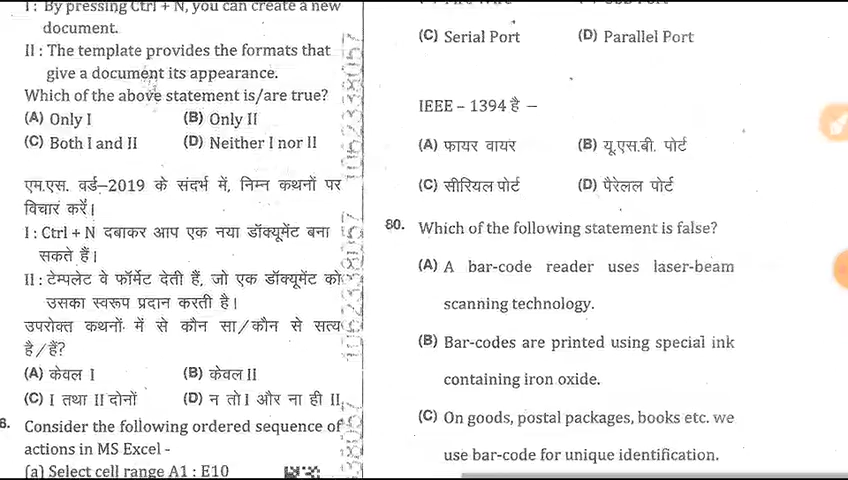 I : By pressing Ctrl + N, you can create a new
document.
II : The template provides the formats that
give a document its appearance.
Which of the above statement is/are true?
(A) Only I (B) Only II
(C) Both I and II (D) Neither I nor II
एम.एस. वर्ड–2019 के संदर्भ में, निम्न कथनों पर
विचार करें।
I : Ctrl + N दबाकर आप एक नया डॉक्यूमेंट बना
सकते हैं।
II : टेम्पलेट वे फॉर्मेट देती हैं, जो एक डॉक्यूमेंट को
उसका स्वरूप प्रदान करती है।
उपरोक्त कथनों में से कौन सा/कौन से सत्य
है/हैं?
(A) केवल I (B) केवल II
(C) I तथा II दोनों (D) न तो I और ना ही II
6. Consider the following ordered sequence of
actions in MS Excel -
(a) Select cell range A1 : E10
1062338057
1062338057
38057
(C) Serial Port (D) Parallel Port
IEEE – 1394 है –
(A) फायर वायर (B) यू.एस.बी. पोर्ट
(C) सीरियल पोर्ट (D) पैरेलल पोर्ट
80. Which of the following statement is false?
(A) A bar-code reader uses laser-beam
scanning technology.
(B) Bar-codes are printed using special ink
containing iron oxide.
(C) On goods, postal packages, books etc. we
use bar-code for unique identification.